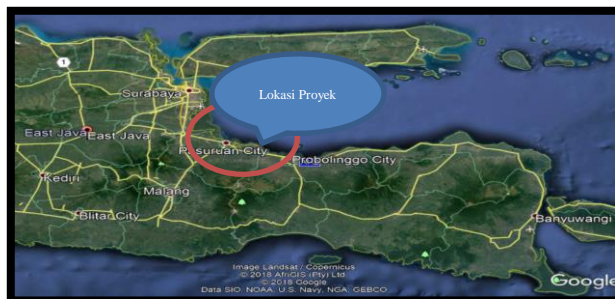 1
Surabaya
Lokasi Proyek
East Java
East Java
Pasuruan City
Probolinggo City
Kediri
Malang
Blitar City
Banyuwangi
Image Landsat / Copernicus
© 2018 AfriGIS (Pty) Ltd.
© 2018 Google
Data SIO, NOAA, U.S. Navy, NGA, GEBCO
Google